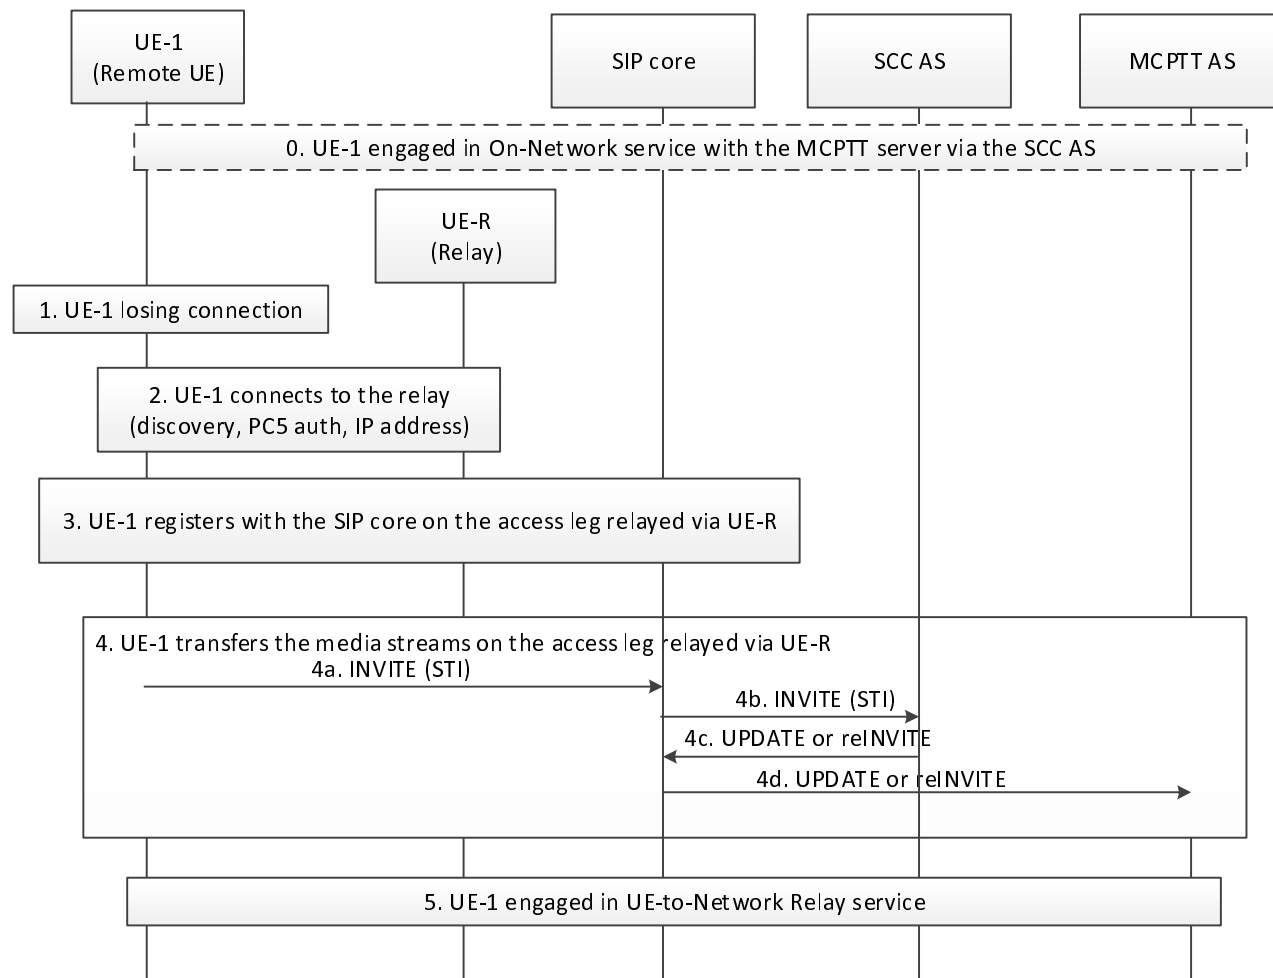 UE-1
(Remote UE)
SIP core
SCC AS
MCPTT AS
0. UE-1 engaged in On-Network service with the MCPTT server via the SCC AS
UE-R
(Relay)
1. UE-1 losing connection
2. UE-1 connects to the relay
(discovery, PC5 auth, IP address)
3. UE-1 registers with the SIP core on the access leg relayed via UE-R
4. UE-1 transfers the media streams on the access leg relayed via UE-R
4a. INVITE (STI)
4b. INVITE (STI)
4c. UPDATE or reINVITE
4d. UPDATE or reINVITE
5. UE-1 engaged in UE-to-Network Relay service